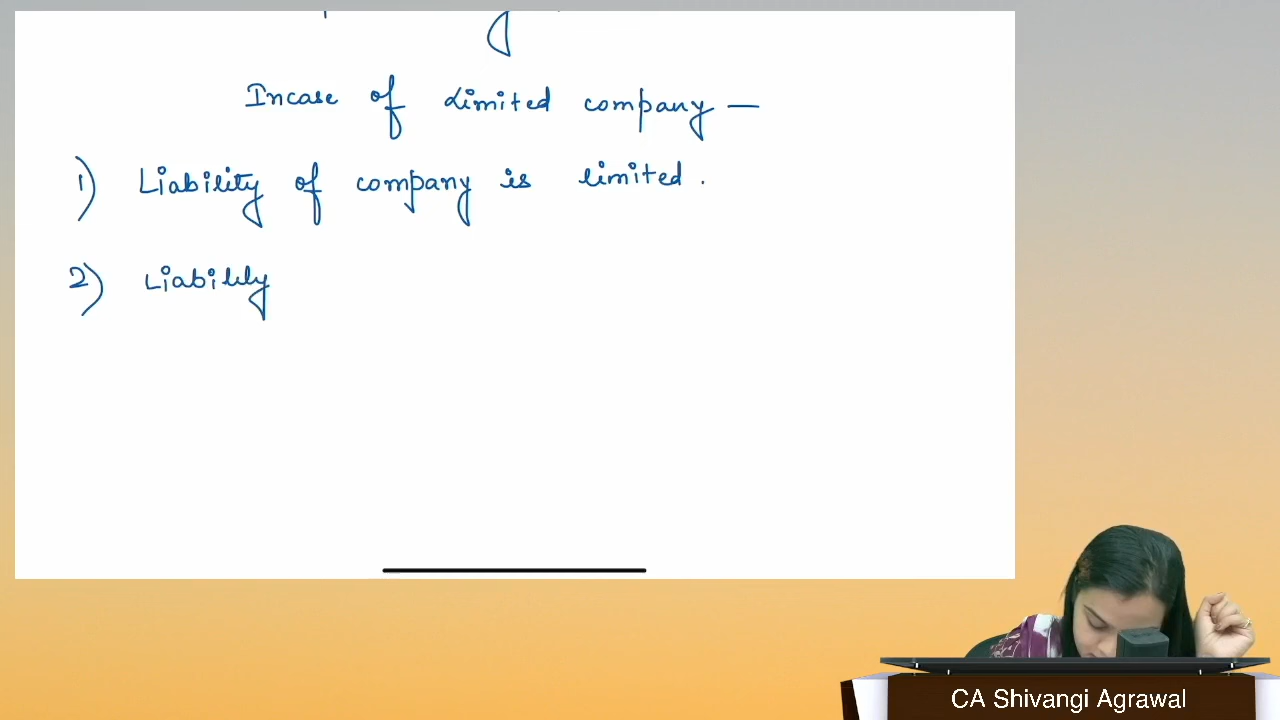 Incase of Limited company —
1) Liability of company is limited.
2) Liability
CA Shivangi Agrawal